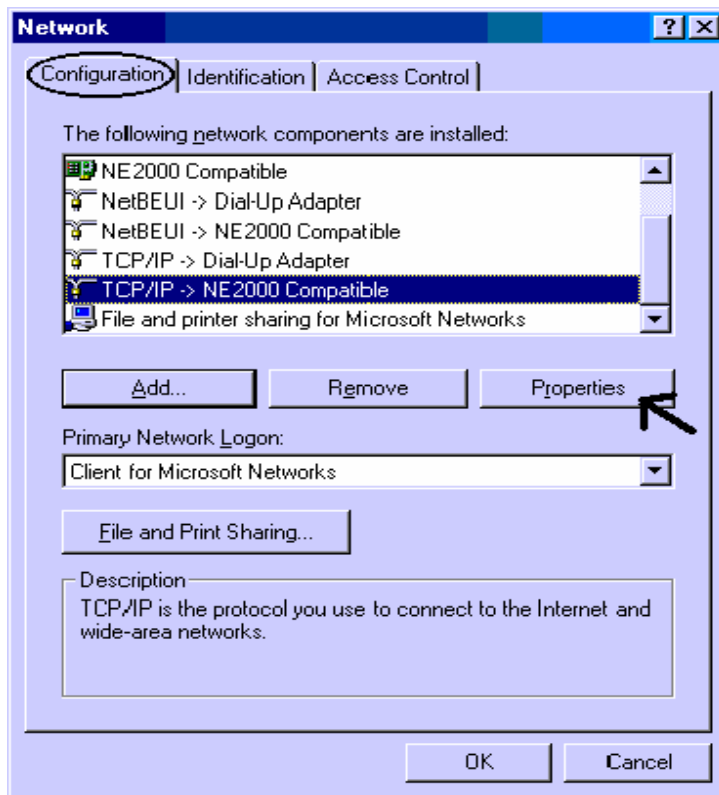 Network
Configuration Identification Access Control
The following network components are installed:
NE2000 Compatible
NetBEUI -> Dial-Up Adapter
NetBEUI -> NE2000 Compatible
TCP/IP -> Dial-Up Adapter
TCP/IP -> NE2000 Compatible
File and printer sharing for Microsoft Networks
Add... Remove Properties
Primary Network Logon:
Client for Microsoft Networks
File and Print Sharing...
Description
TCP/IP is the protocol you use to connect to the Internet and
wide-area networks.
OK Cancel